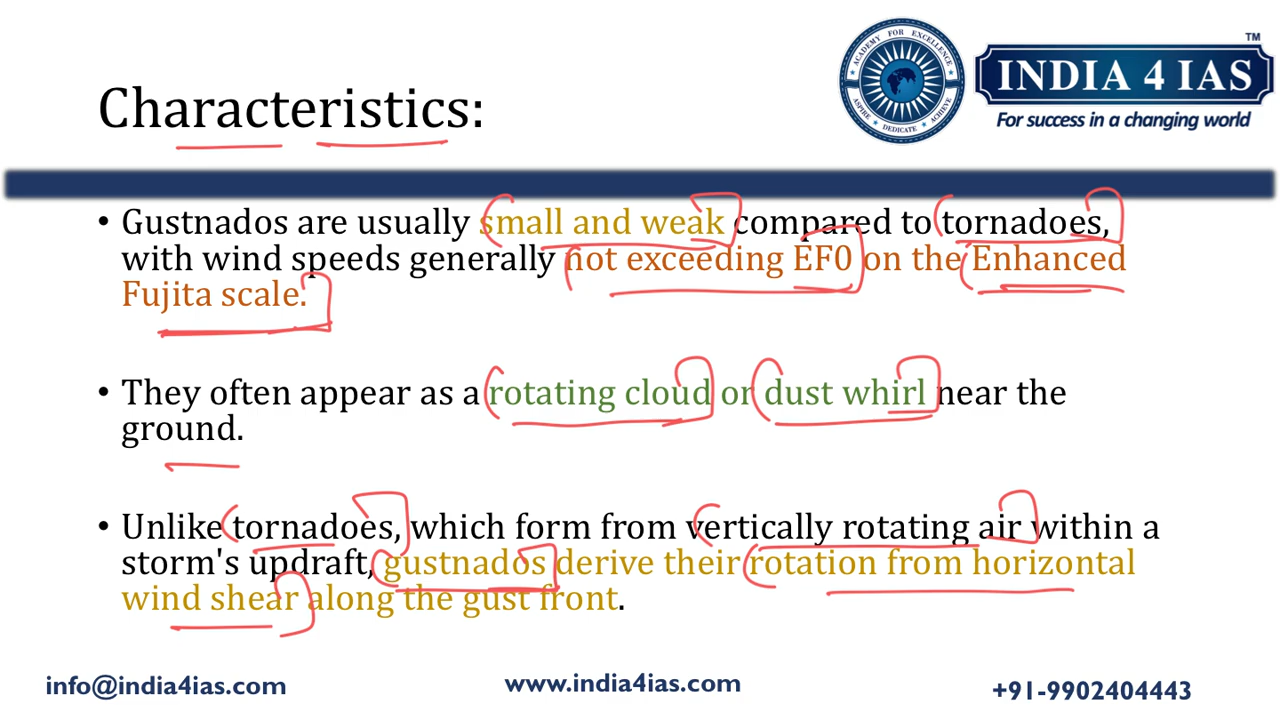 ACADEMY FOR EXCELLENCE
ASPIRE DEDICATE ACHIEVE
INDIA 4 IAS
TM
For success in a changing world
Characteristics:
• Gustnados are usually small and weak compared to tornadoes,
with wind speeds generally not exceeding EF0 on the Enhanced
Fujita scale.
• They often appear as a rotating cloud or dust whirl near the
ground.
• Unlike tornadoes, which form from vertically rotating air within a
storm's updraft, gustnados derive their rotation from horizontal
wind shear along the gust front.
info@india4ias.com
www.india4ias.com
+91-9902404443